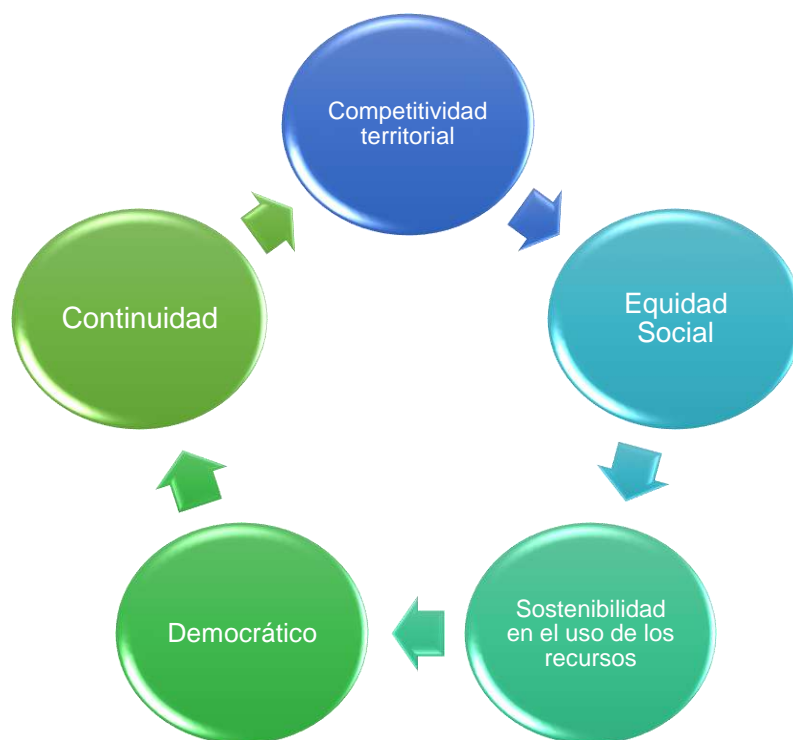 Competitividad
territorial
Equidad
Social
Sostenibilidad
en el uso de los
recursos
Democrático
Continuidad